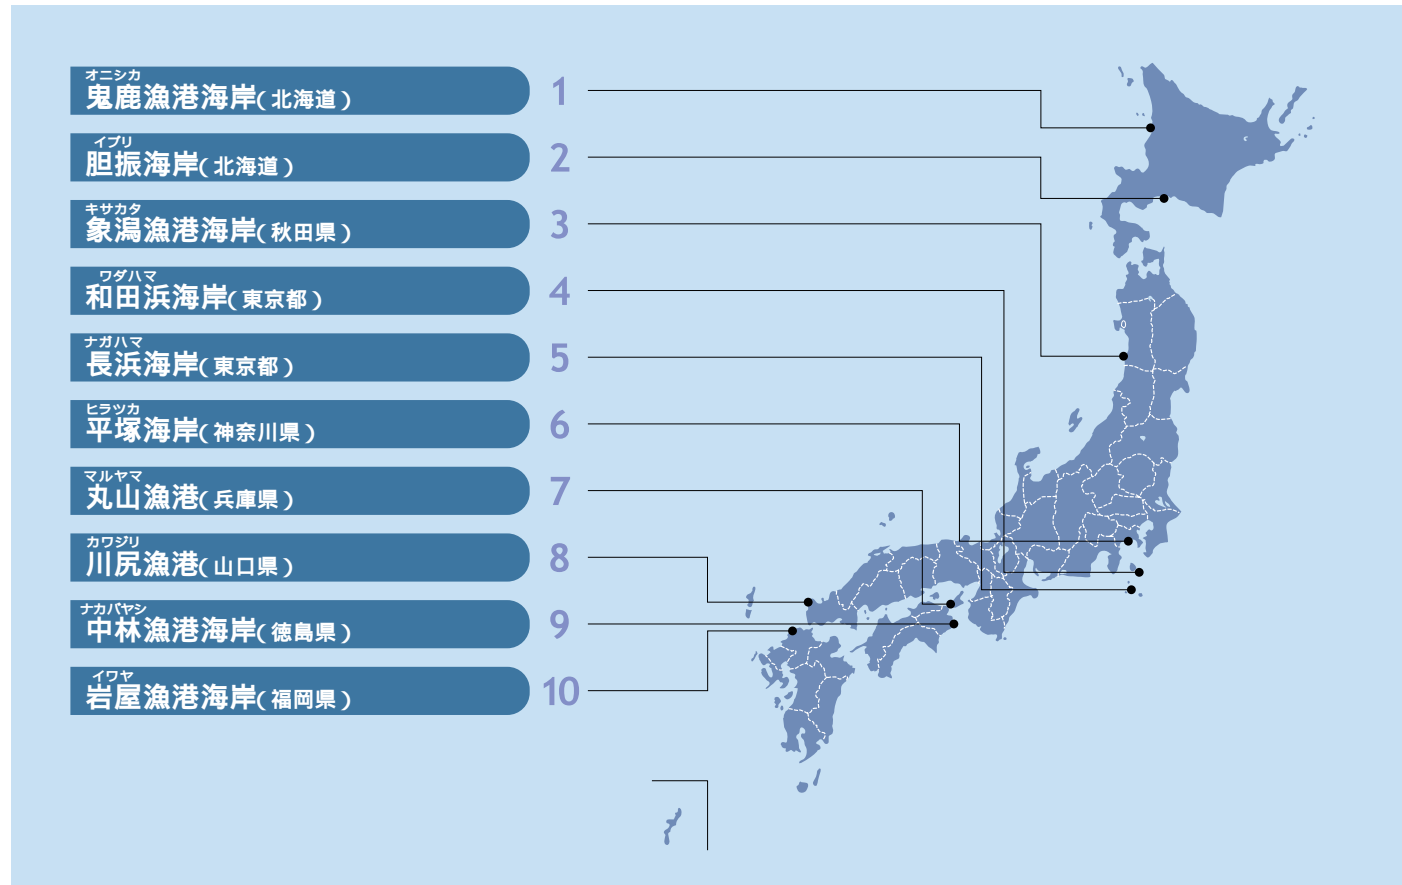 オニシカ
鬼鹿漁港海岸(北海道) 1
イブリ
胆振海岸(北海道) 2
キサカタ
象潟漁港海岸(秋田県) 3
ワダハマ
和田浜海岸(東京都) 4
ナガハマ
長浜海岸(東京都) 5
ヒラツカ
平塚海岸(神奈川県) 6
マルヤマ
丸山漁港(兵庫県) 7
カワジリ
川尻漁港(山口県) 8
ナカバヤシ
中林漁港海岸(徳島県) 9
イワヤ
岩屋漁港海岸(福岡県) 10